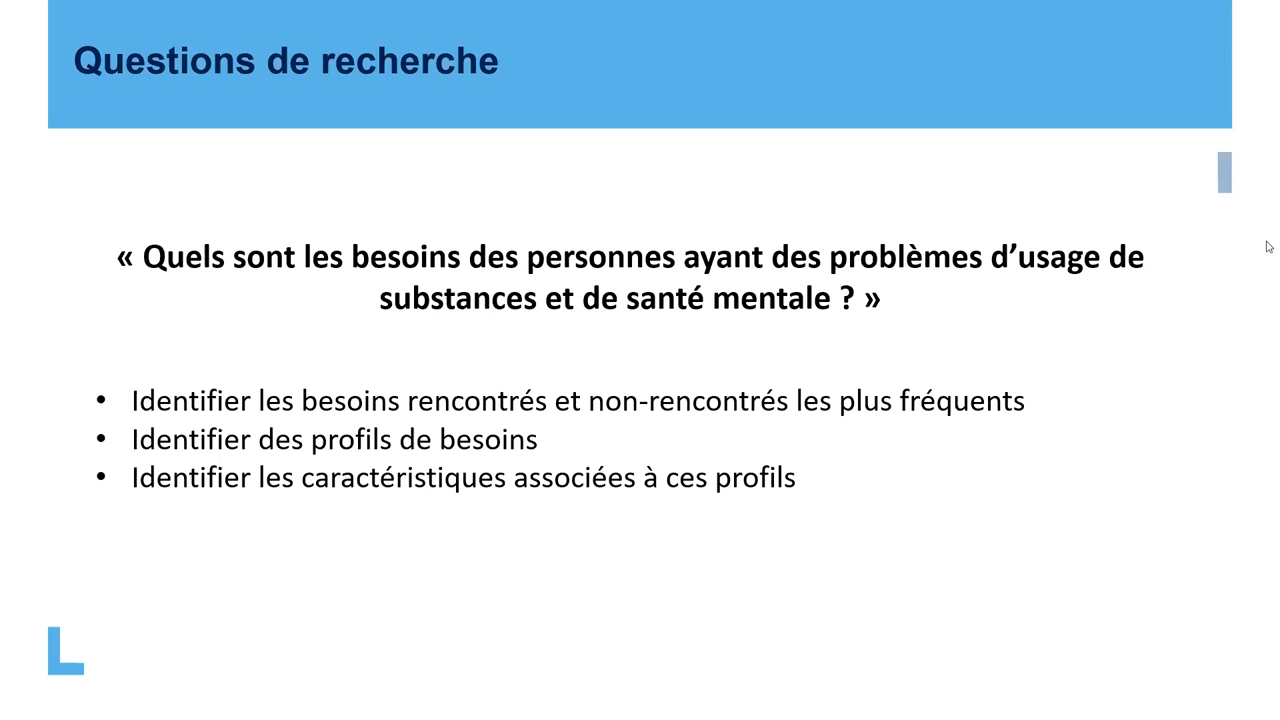 Questions de recherche
« Quels sont les besoins des personnes ayant des problèmes d’usage de
substances et de santé mentale ? »
• Identifier les besoins rencontrés et non-rencontrés les plus fréquents
• Identifier des profils de besoins
• Identifier les caractéristiques associées à ces profils